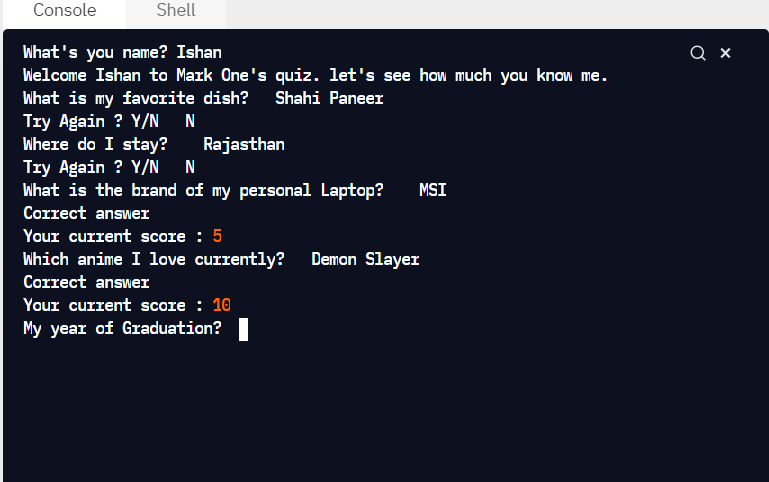 Console Shell
What's you name? Ishan
Welcome Ishan to Mark One's quiz. let's see how much you know me.
What is my favorite dish? Shahi Paneer
Try Again ? Y/N N
Where do I stay? Rajasthan
Try Again ? Y/N N
What is the brand of my personal Laptop? MSI
Correct answer
Your current score : 5
Which anime I love currently? Demon Slayer
Correct answer
Your current score : 10
My year of Graduation?